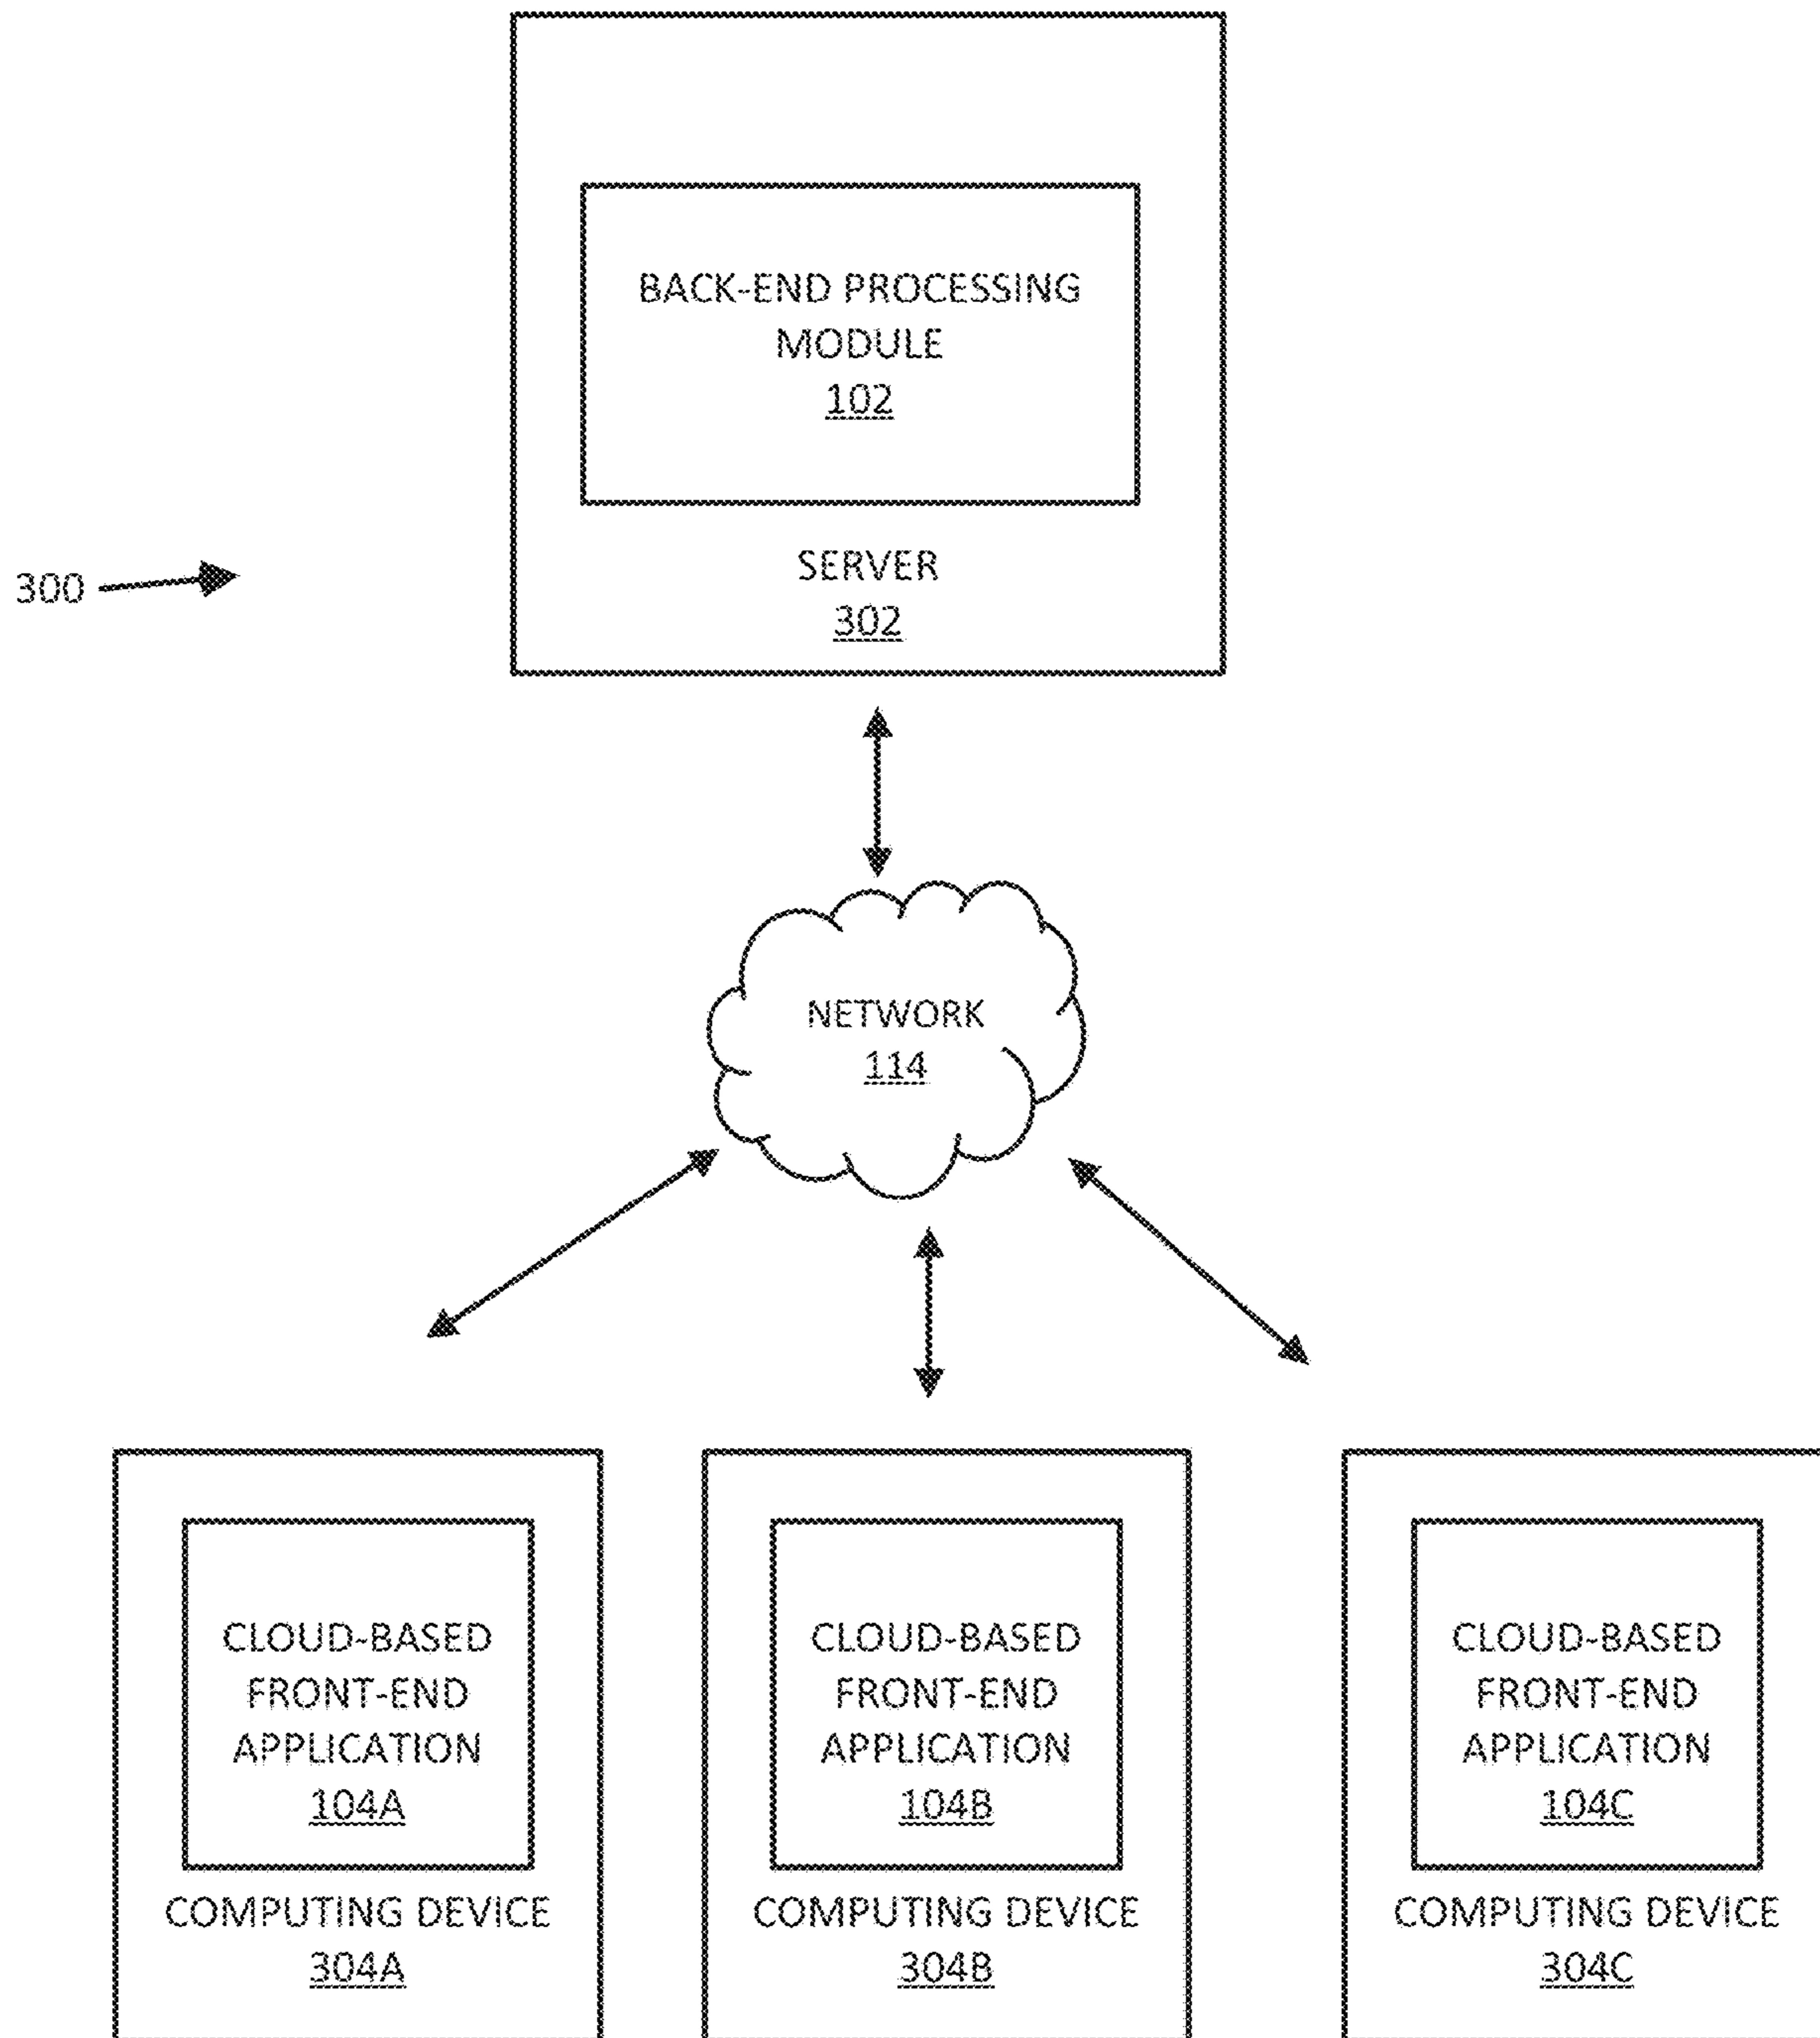 BACK-END PROCESSING
MODULE
102
SERVER
302
300
NETWORK
114
CLOUD-BASED
FRONT-END
APPLICATION
104A
COMPUTING DEVICE
304A
CLOUD-BASED
FRONT-END
APPLICATION
104B
COMPUTING DEVICE
304B
CLOUD-BASED
FRONT-END
APPLICATION
104C
COMPUTING DEVICE
304C